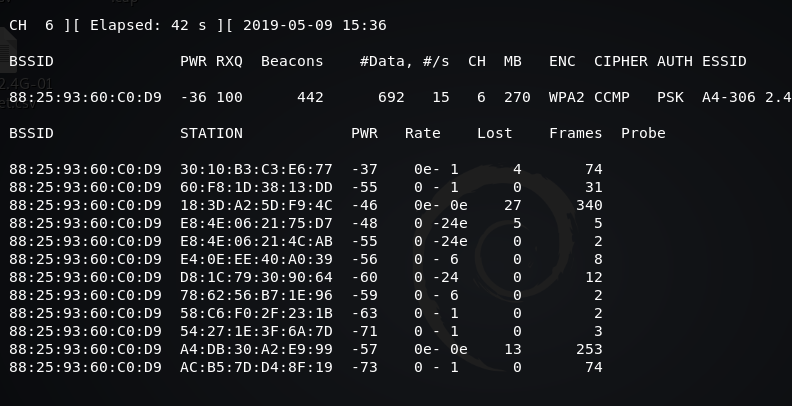 CH  6 ][ Elapsed: 42 s ][ 2019-05-09 15:36
BSSID              PWR RXQ  Beacons    #Data, #/s  CH  MB   ENC  CIPHER AUTH ESSID
88:25:93:60:C0:D9  -36 100      442      692   15   6  270  WPA2 CCMP   PSK  A4-306 2.4
BSSID              STATION            PWR   Rate    Lost    Frames  Probe
88:25:93:60:C0:D9  30:10:B3:C3:E6:77  -37    0e- 1      4       74
88:25:93:60:C0:D9  60:F8:1D:38:13:DD  -55    0 - 1      0       31
88:25:93:60:C0:D9  18:3D:A2:5D:F9:4C  -46    0e- 0e    27      340
88:25:93:60:C0:D9  E8:4E:06:21:75:D7  -48    0 -24e     5        5
88:25:93:60:C0:D9  E8:4E:06:21:4C:AB  -55    0 -24e     0        2
88:25:93:60:C0:D9  E4:0E:EE:40:A0:39  -56    0 - 6      0        8
88:25:93:60:C0:D9  D8:1C:79:30:90:64  -60    0 -24      0       12
88:25:93:60:C0:D9  78:62:56:B7:1E:96  -59    0 - 6      0        2
88:25:93:60:C0:D9  58:C6:F0:2F:23:1B  -63    0 - 1      0        2
88:25:93:60:C0:D9  54:27:1E:3F:6A:7D  -71    0 - 1      0        3
88:25:93:60:C0:D9  A4:DB:30:A2:E9:99  -57    0e- 0e    13      253
88:25:93:60:C0:D9  AC:B5:7D:D4:8F:19  -73    0 - 1      0       74